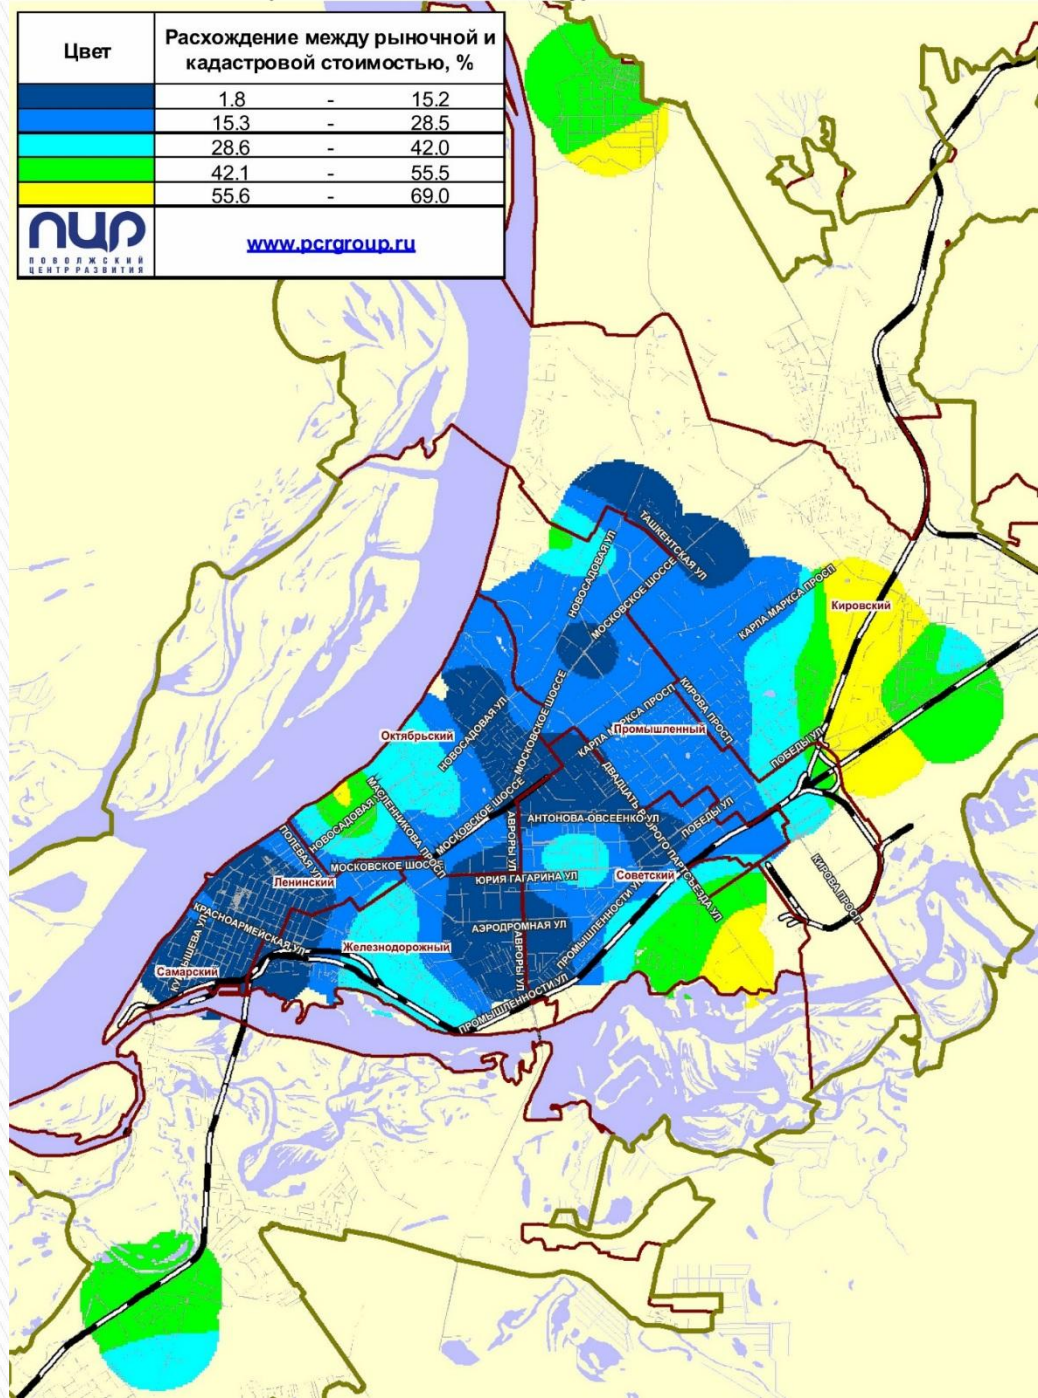 Цвет
Расхождение между рыночной и
кадастровой стоимостью, %
1.8 - 15.2
15.3 - 28.5
28.6 - 42.0
42.1 - 55.5
55.6 - 69.0
ПЦР
ПОВОЛЖСКИЙ
ЦЕНТР РАЗВИТИЯ
www.pcrgroup.ru
ТАШКЕНТСКАЯ УЛ
НОВОСАДОВАЯ УЛ
МОСКОВСКОЕ ШОССЕ
КАРЛА МАРКСА ПРОСП
Кировский
КИРОВА ПРОСП
МОСКОВСКОЕ ШОССЕ
НОВОСАДОВАЯ УЛ
КАРЛА МАРКСА ПРОСП
Промышленный
Октябрьский
ПОБЕДЫ УЛ
ДВАДЦАТЬ ВТОРОГО ПАРТСЪЕЗДА УЛ
МАСЛЕННИКОВА ПРОСП
НОВОСАДОВАЯ
МОСКОВСКОЕ ШОССЕ
АВРОРЫ УЛ
АНТОНОВА-ОВСЕЕНКО УЛ
ПОБЕДЫ УЛ
ПОЛЕВАЯ УЛ
МОСКОВСКОЕ ШОССЕ
ЮРИЯ ГАГАРИНА УЛ
Советский
КИРОВА ПРОСП
Ленинский
КРАСНОАРМЕЙСКАЯ УЛ
АЭРОДРОМНАЯ УЛ
ПРОМЫШЛЕННОСТИ УЛ
Железнодорожный
АВРОРЫ УЛ
КУЙБЫШЕВА УЛ
Самарский
ПРОМЫШЛЕННОСТИ УЛ